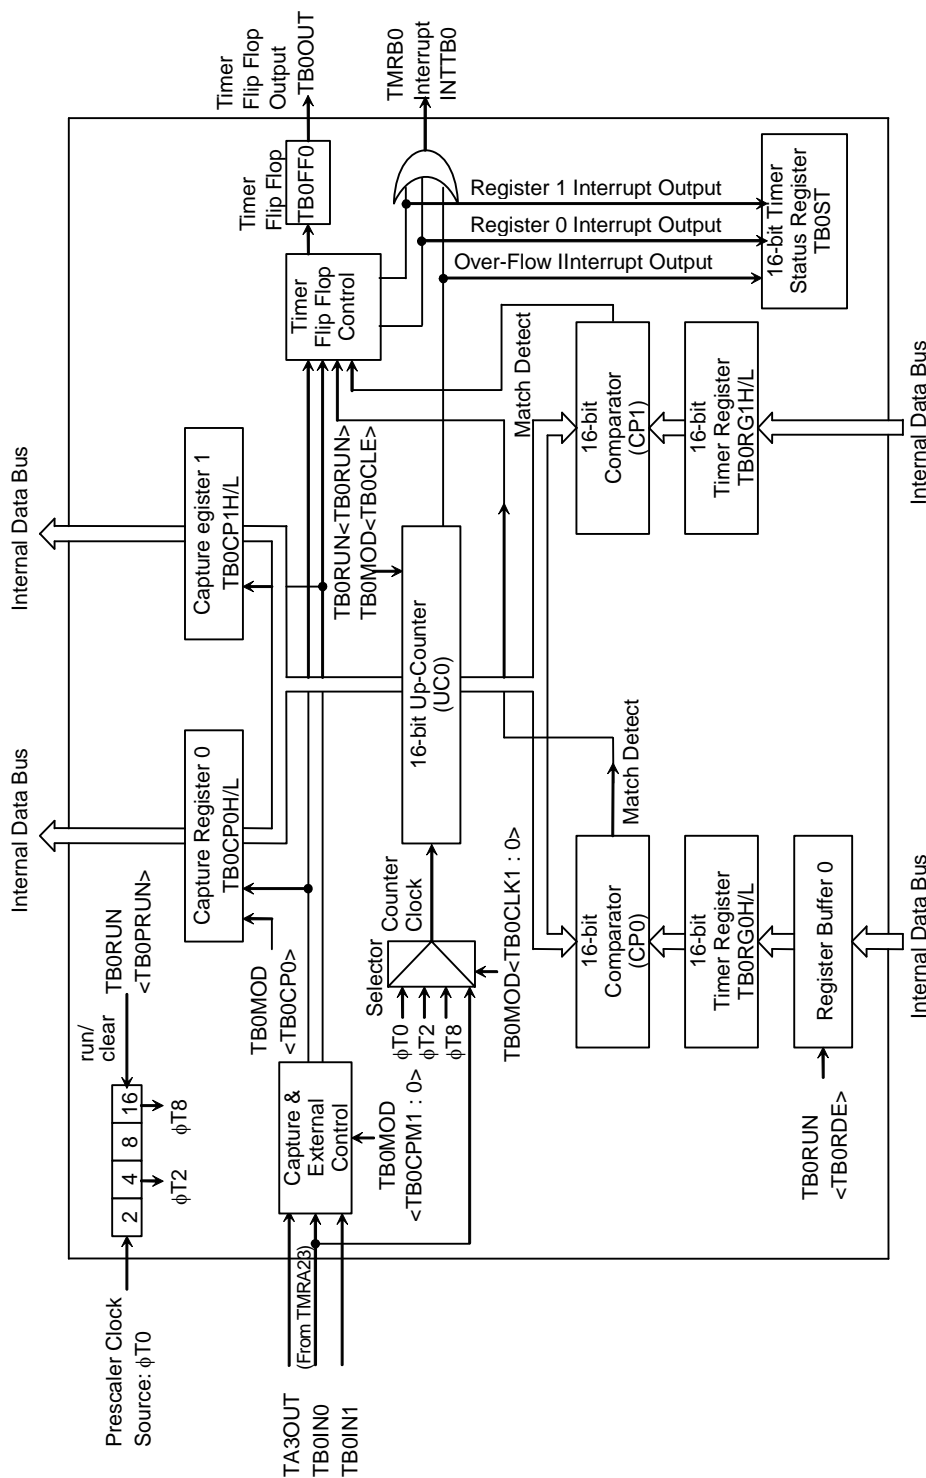 Prescaler Clock
Source: ϕT0
2
4
8
16
ϕT2
ϕT8
run/
clear
TB0RUN
<TB0PRUN>
Internal Data Bus
Internal Data Bus
Capture Register 0
TB0CP0H/L
Capture egister 1
TB0CP1H/L
TB0MOD
<TB0CP0>
TA3OUT
(From TMRA23)
TB0IN0
TB0IN1
Capture &
External
Control
TB0MOD
<TB0CPM1 : 0>
Selector
ϕT0
ϕT2
ϕT8
TB0MOD<TB0CLK1 : 0>
Counter
Clock
16-bit Up-Counter
(UC0)
TB0RUN<TB0RUN>
TB0MOD<TB0CLE>
Timer
Flip Flop
Control
Timer
Flip Flop
TB0FF0
Timer
Flip Flop
Output
TB0OUT
TMRB0
Interrupt
INTTB0
Register 1 Interrupt Output
Register 0 Interrupt Output
Over-Flow IInterrupt Output
16-bit Timer
Status Register
TB0ST
Match Detect
Match Detect
16-bit
Comparator
(CP0)
16-bit
Timer Register
TB0RG0H/L
Register Buffer 0
TB0RUN
<TB0RDE>
Internal Data Bus
16-bit
Comparator
(CP1)
16-bit
Timer Register
TB0RG1H/L
Internal Data Bus